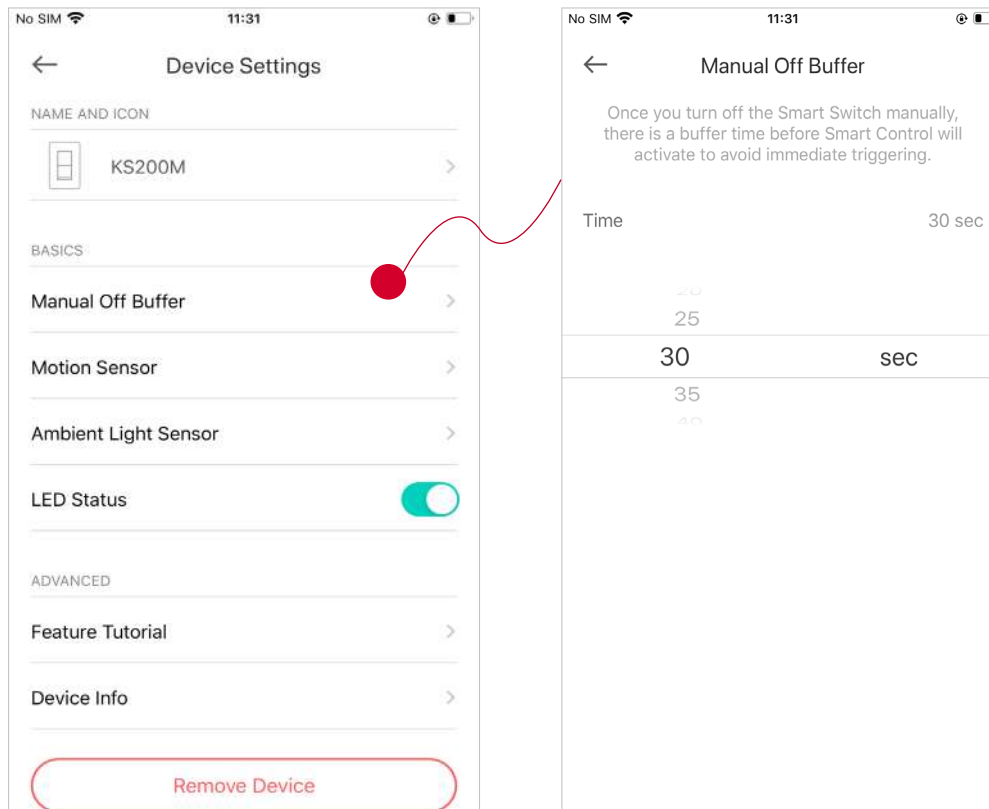 No SIM 11:31
Device Settings
NAME AND ICON
KS200M
BASICS
Manual Off Buffer
Motion Sensor
Ambient Light Sensor
LED Status
ADVANCED
Feature Tutorial
Device Info
Remove Device
No SIM 11:31
Manual Off Buffer
Once you turn off the Smart Switch manually,
there is a buffer time before Smart Control will
activate to avoid immediate triggering.
Time 30 sec
25
30 sec
35